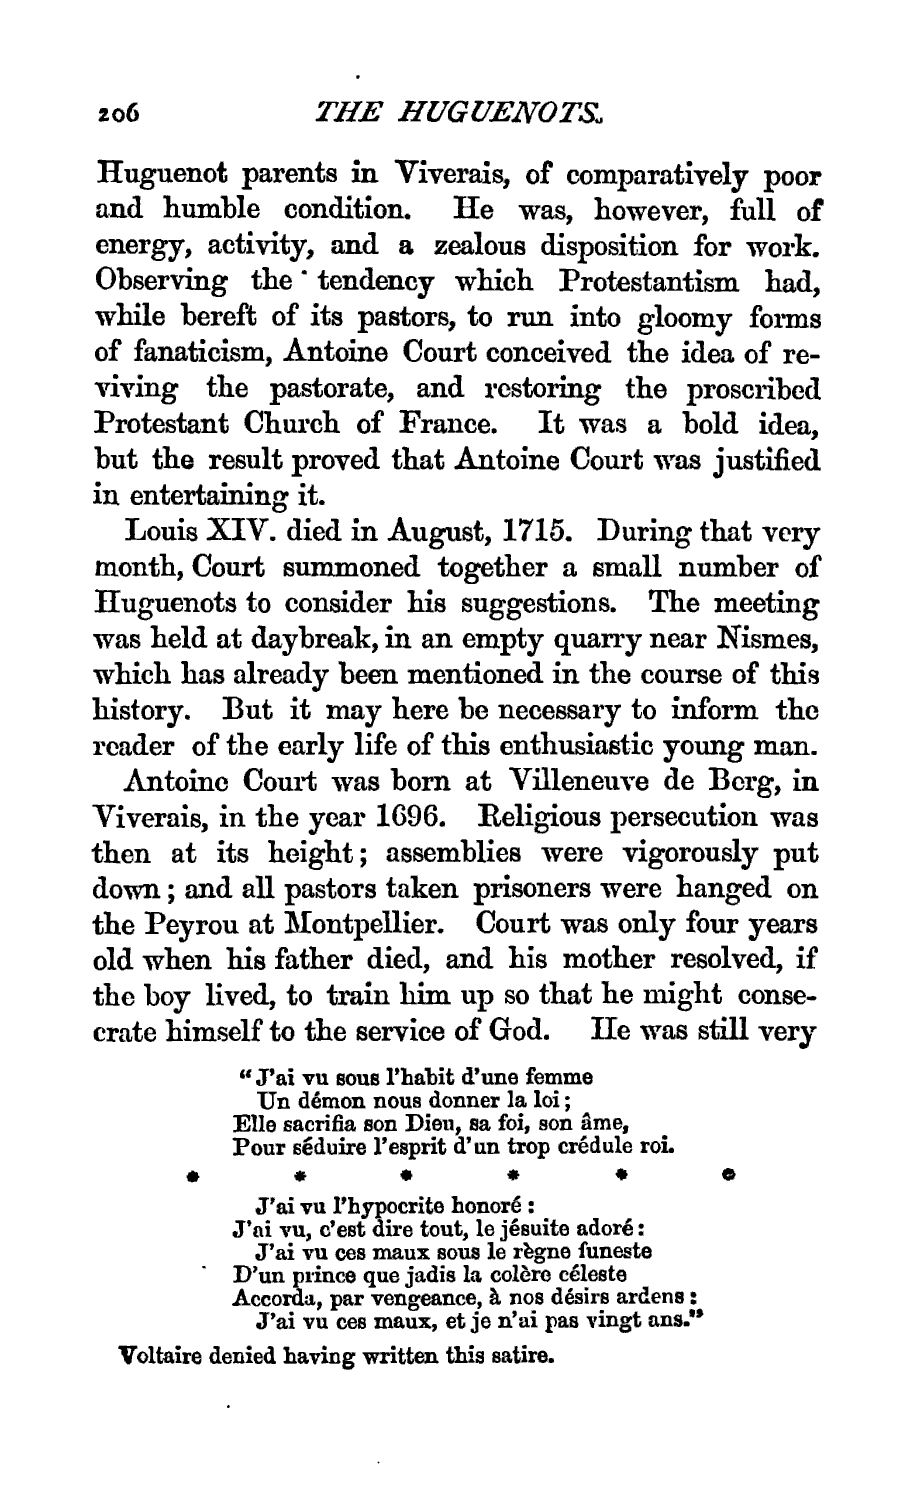 206 THE HUGUENOTS.
Huguenot parents in Viverais, of comparatively poor
and humble condition. He was, however, full of
energy, activity, and a zealous disposition for work.
Observing the tendency which Protestantism had,
while bereft of its pastors, to run into gloomy forms
of fanaticism, Antoine Court conceived the idea of re-
viving the pastorate, and restoring the proscribed
Protestant Church of France. It was a bold idea,
but the result proved that Antoine Court was justified
in entertaining it.
Louis XIV. died in August, 1715. During that very
month, Court summoned together a small number of
Huguenots to consider his suggestions. The meeting
was held at daybreak, in an empty quarry near Nismes,
which has already been mentioned in the course of this
history. But it may here be necessary to inform the
reader of the early life of this enthusiastic young man.
Antoine Court was born at Villeneuve de Berg, in
Viverais, in the year 1696. Religious persecution was
then at its height; assemblies were vigorously put
down; and all pastors taken prisoners were hanged on
the Peyrou at Montpellier. Court was only four years
old when his father died, and his mother resolved, if
the boy lived, to train him up so that he might conse-
crate himself to the service of God. He was still very
"J'ai vu sous l'habit d'une femme
Un démon nous donner la loi;
Elle sacrifia son Dieu, sa foi, son âme,
Pour séduire l'esprit d'un trop crédule roi.
* * * * * *
J'ai vu l'hypocrite honoré:
J'ai vu, c'est dire tout, le jésuite adoré:
J'ai vu ces maux sous le règne funeste
D'un prince que jadis la colère céleste
Accorda, par vengeance, à nos désirs ardens:
J'ai vu ces maux, et je n'ai pas vingt ans."
Voltaire denied having written this satire.